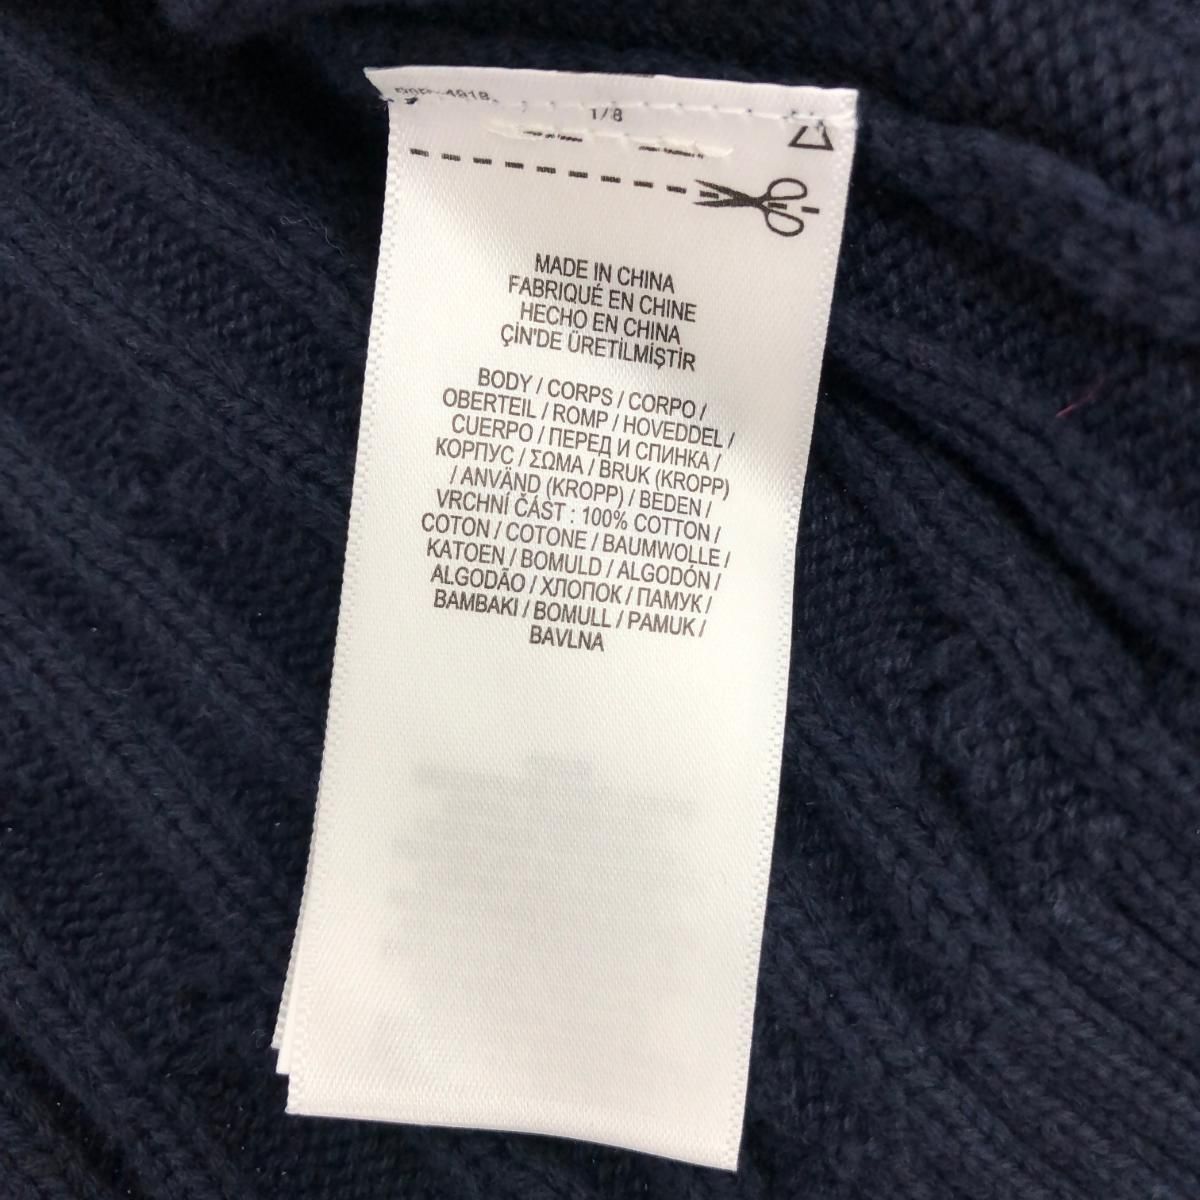 1/8
MADE IN CHINA
FABRIQUÉ EN CHINE
HECHO EN CHINA
ÇİN'DE ÜRETİLMİŞTİR
BODY / CORPS / CORPO /
OBERTEIL / ROMP / HOVEDDEL /
CUERPO / ПЕРЕД И СПИНКА /
КОРПУС / ΣΩΜΑ / BRUK (KROPP)
/ ANVÄND (KROPP) / BEDEN /
VRCHNÍ ČÁST : 100% COTTON /
COTON / COTONE / BAUMWOLLE /
KATOEN / BOMULD / ALGODÓN /
ALGODÃO / ХЛОПОК / ПАМУК /
BAMBAKI / BOMULL / PAMUK /
BAVLNA